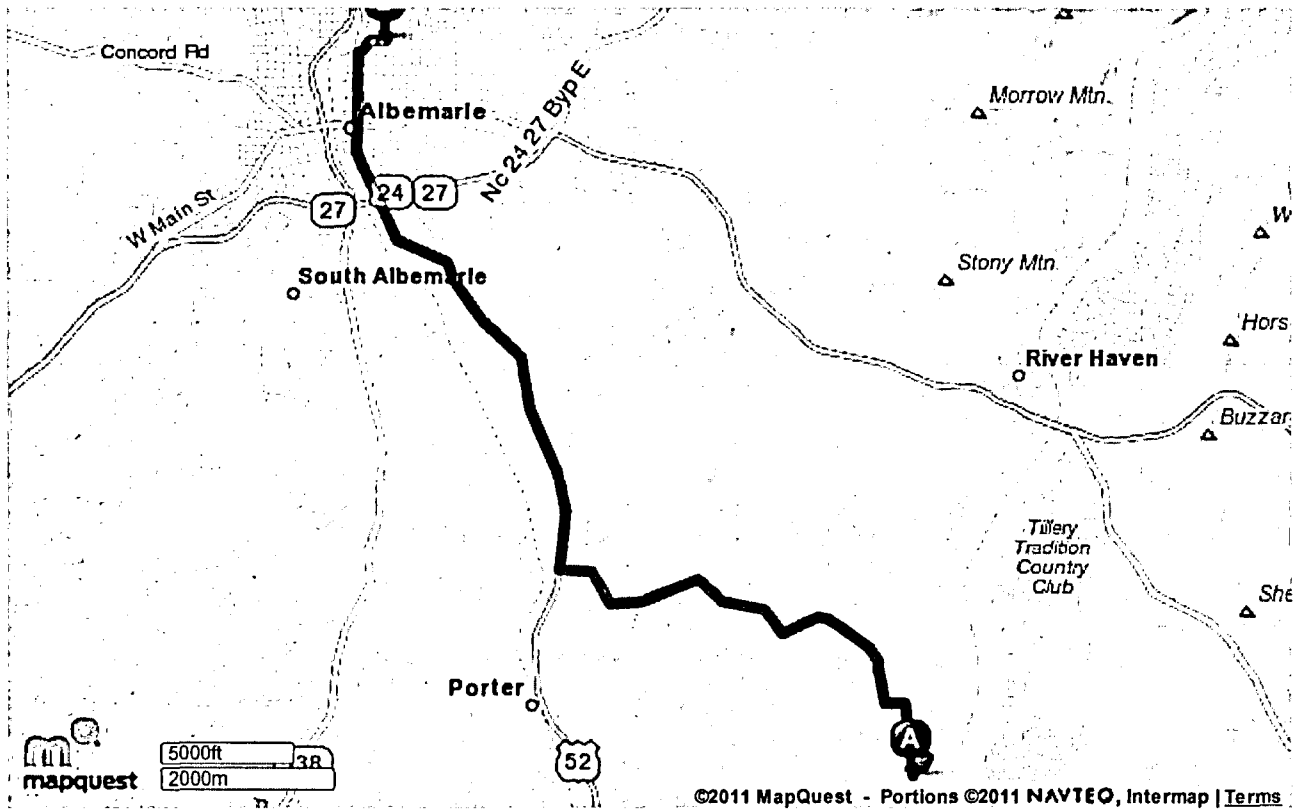 Concord Rd
Morrow Mtn.
Albemarle
Nc 24 27 Byp E
24
27
27
W Main St
W
Stony Mtn.
South Albemarle
Hors
River Haven
Buzzar
Tillery
Tradition
Country
Club
She
Porter
A
52
mapquest
5000ft
2000m
38
©2011 MapQuest - Portions ©2011 NAVTEQ, Intermap | Terms